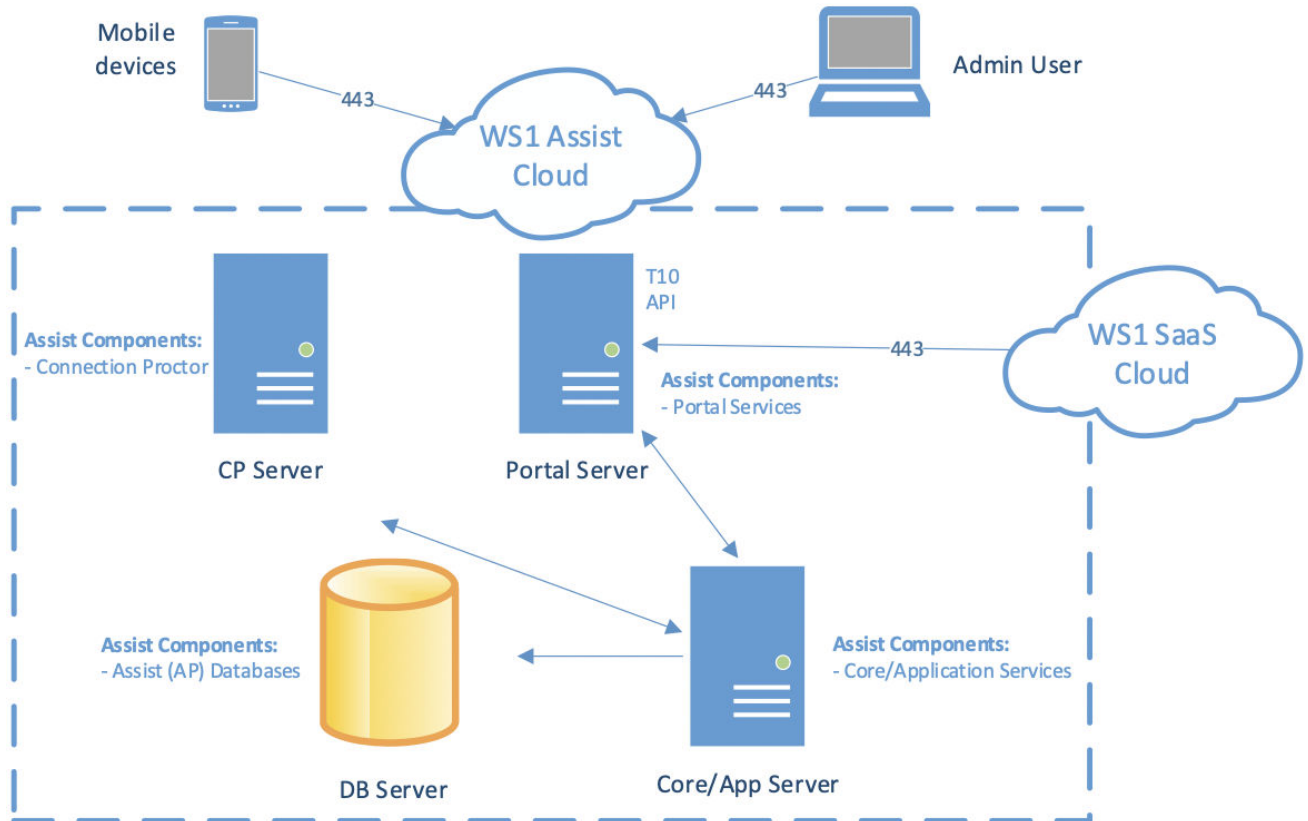 Mobile
devices
443
WS1 Assist
Cloud
443
Admin User
T10
API
Assist Components:
- Connection Proctor
443
WS1 SaaS
Cloud
Assist Components:
- Portal Services
CP Server
Portal Server
Assist Components:
- Assist (AP) Databases
Assist Components:
- Core/Application Services
DB Server
Core/App Server